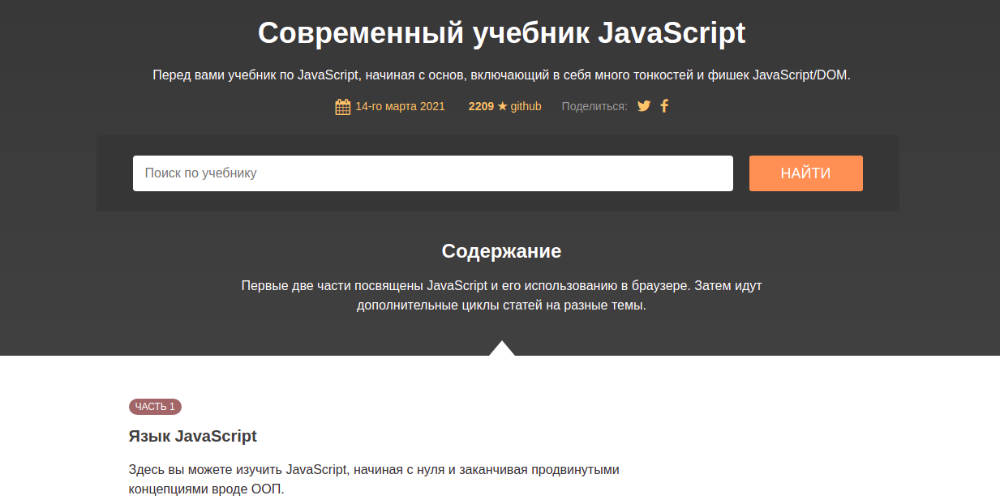 Современный учебник JavaScript
Перед вами учебник по JavaScript, начиная с основ, включающий в себя много тонкостей и фишек JavaScript/DOM.
14-го марта 2021 2209 ★ github Поделиться:
Поиск по учебнику НАЙТИ
Содержание
Первые две части посвящены JavaScript и его использованию в браузере. Затем идут
дополнительные циклы статей на разные темы.
ЧАСТЬ 1
Язык JavaScript
Здесь вы можете изучить JavaScript, начиная с нуля и заканчивая продвинутыми
концепциями вроде ООП.